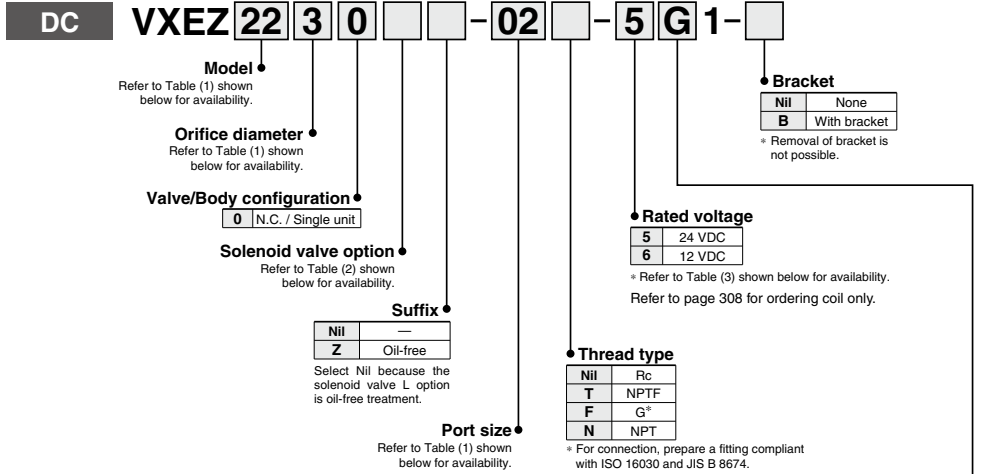 DC VXEZ 22 3 0 - 02 - 5 G 1 -
Model
Refer to Table (1) shown
below for availability.
Orifice diameter
Refer to Table (1) shown
below for availability.
Valve/Body configuration
0 N.C. / Single unit
Solenoid valve option
Refer to Table (2) shown
below for availability.
Suffix
Nil —
Z Oil-free
Select Nil because the
solenoid valve L option
is oil-free treatment.
Port size
Refer to Table (1) shown
below for availability.
Bracket
Nil None
B With bracket
* Removal of bracket is
not possible.
Rated voltage
5 24 VDC
6 12 VDC
* Refer to Table (3) shown below for availability.
Refer to page 308 for ordering coil only.
Thread type
Nil Rc
T NPTF
F G*
N NPT
* For connection, prepare a fitting compliant
with ISO 16030 and JIS B 8674.